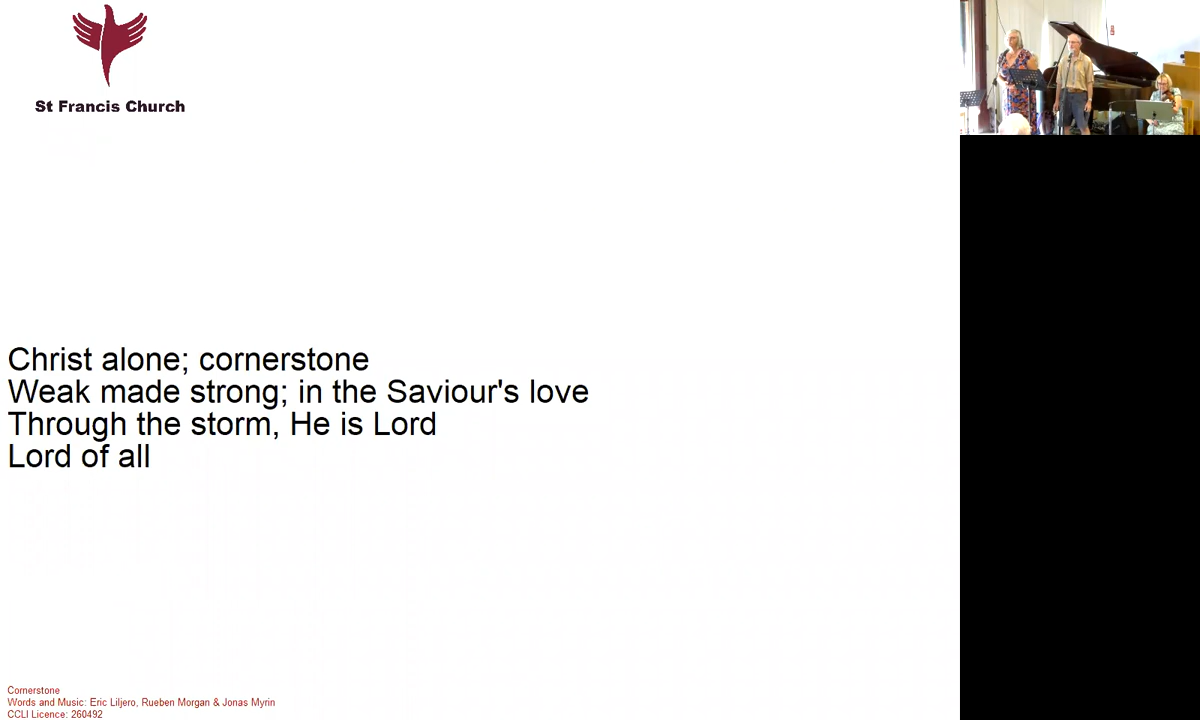 St Francis Church
Christ alone; cornerstone
Weak made strong; in the Saviour's love
Through the storm, He is Lord
Lord of all
Cornerstone
Words and Music: Eric Liljero, Rueben Morgan & Jonas Myrin
CCLI Licence: 260492